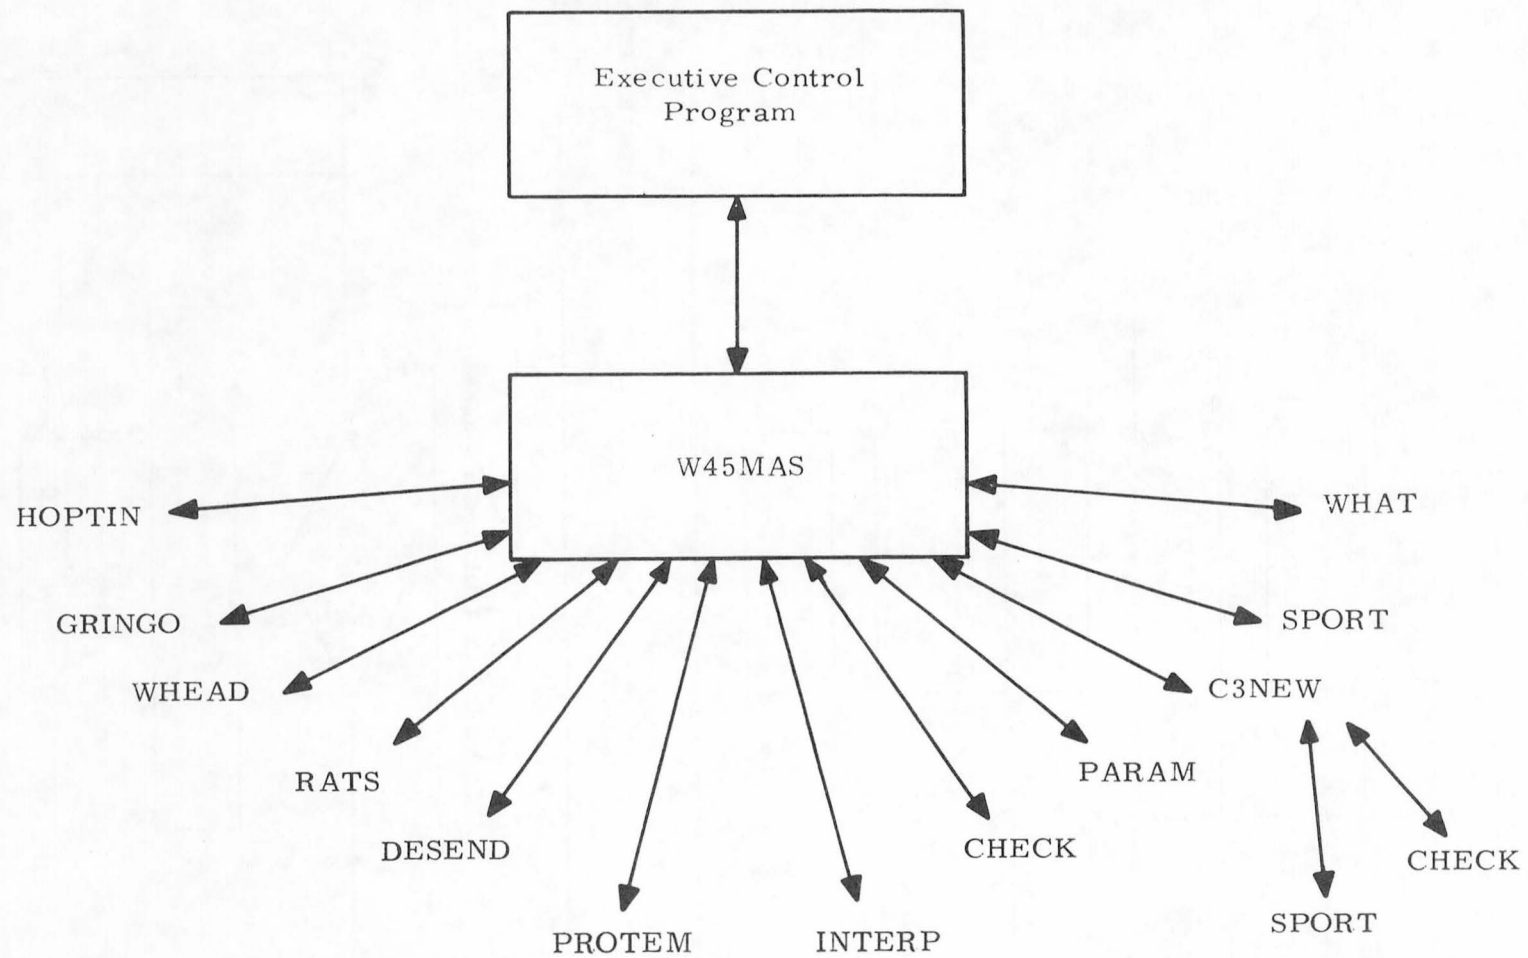 Executive Control
Program
W45MAS
HOPTIN
WHAT
GRINGO
SPORT
WHEAD
C3NEW
RATS
PARAM
DESEND
CHECK
CHECK
PROTEM
INTERP
SPORT